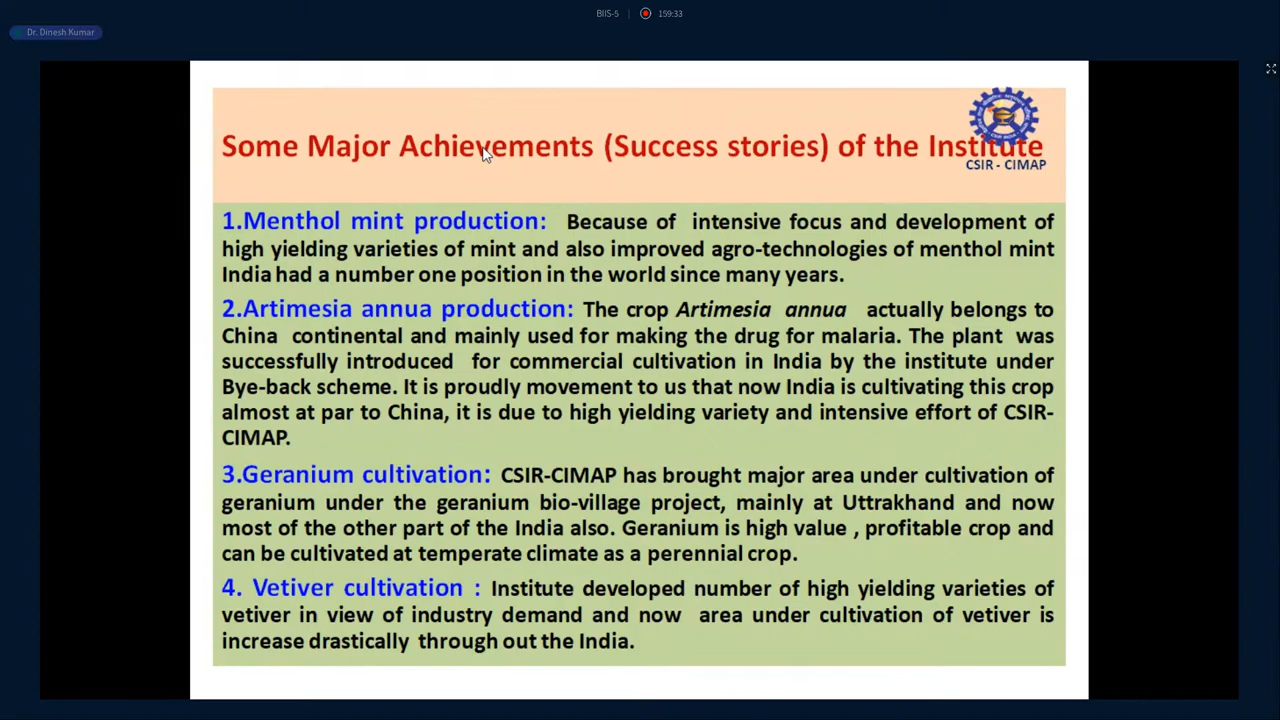 BIIS-5 | 159:33
Dr. Dinesh Kumar
Some Major Achievements (Success stories) of the Institute
CSIR - CIMAP
1.Menthol mint production: Because of intensive focus and development of
high yielding varieties of mint and also improved agro-technologies of menthol mint
India had a number one position in the world since many years.
2.Artimesia annua production: The crop Artimesia annua actually belongs to
China continental and mainly used for making the drug for malaria. The plant was
successfully introduced for commercial cultivation in India by the institute under
Bye-back scheme. It is proudly movement to us that now India is cultivating this crop
almost at par to China, it is due to high yielding variety and intensive effort of CSIR-
CIMAP.
3.Geranium cultivation: CSIR-CIMAP has brought major area under cultivation of
geranium under the geranium bio-village project, mainly at Uttrakhand and now
most of the other part of the India also. Geranium is high value , profitable crop and
can be cultivated at temperate climate as a perennial crop.
4. Vetiver cultivation : Institute developed number of high yielding varieties of
vetiver in view of industry demand and now area under cultivation of vetiver is
increase drastically through out the India.